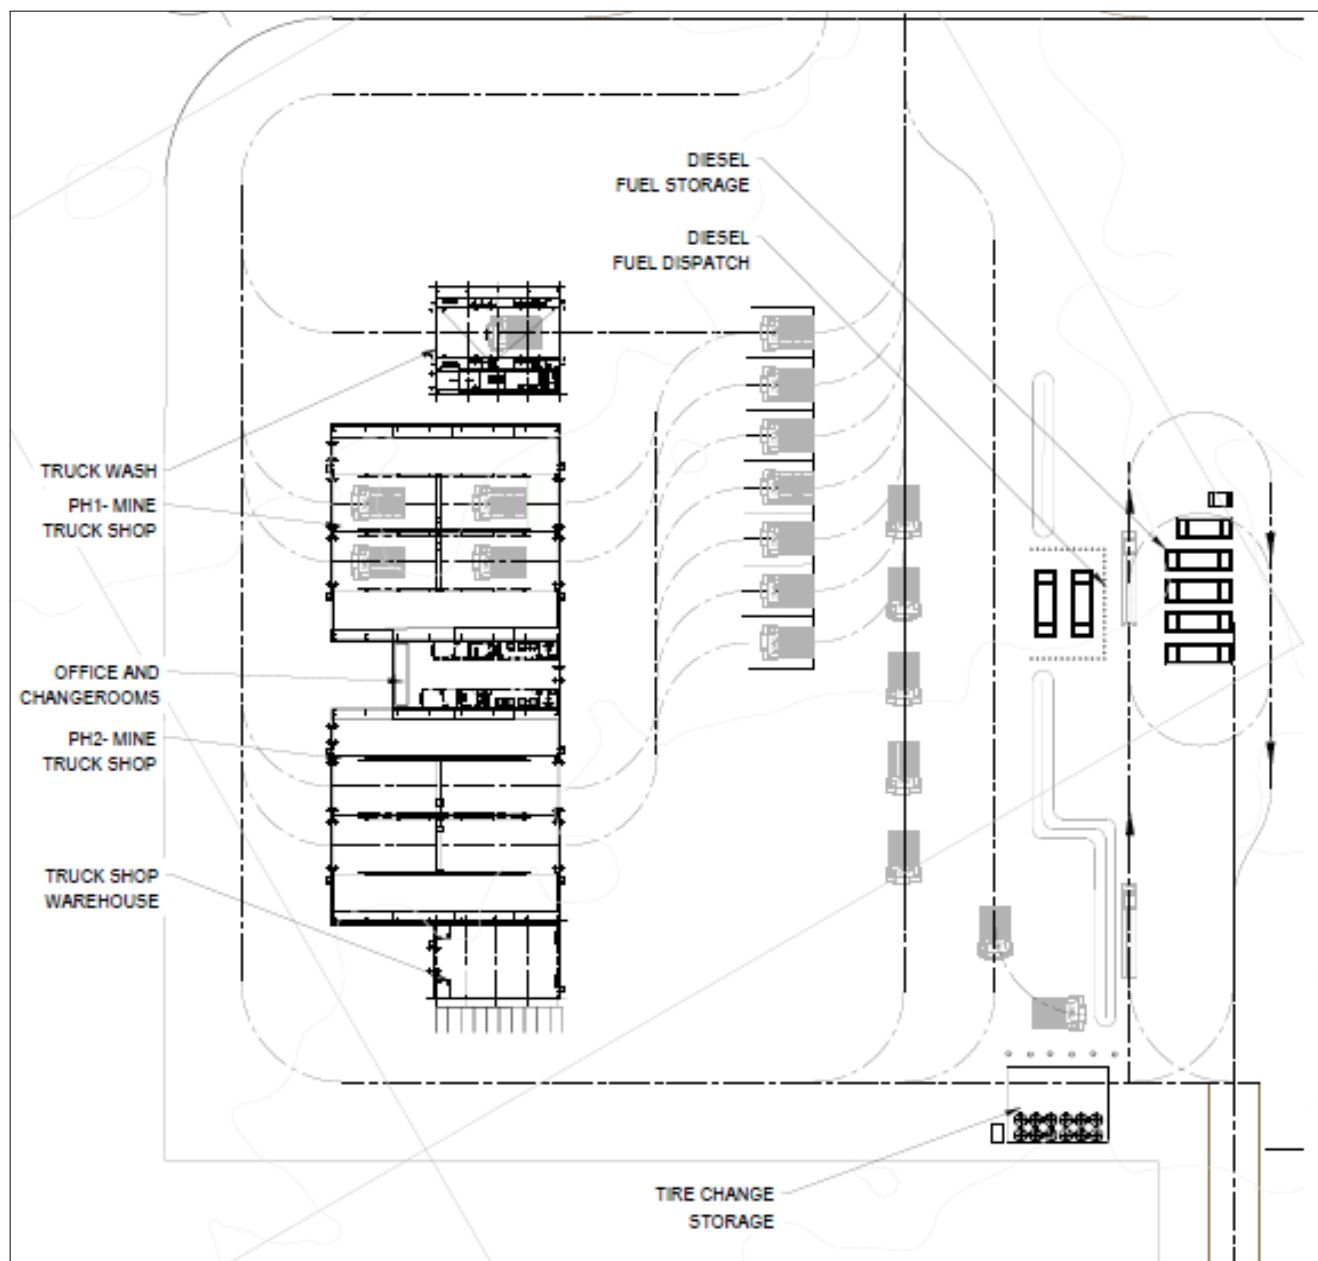 DIESEL
FUEL STORAGE
DIESEL
FUEL DISPATCH
TRUCK WASH
PH1- MINE
TRUCK SHOP
OFFICE AND
CHANGEROOMS
PH2- MINE
TRUCK SHOP
TRUCK SHOP
WAREHOUSE
TIRE CHANGE
STORAGE